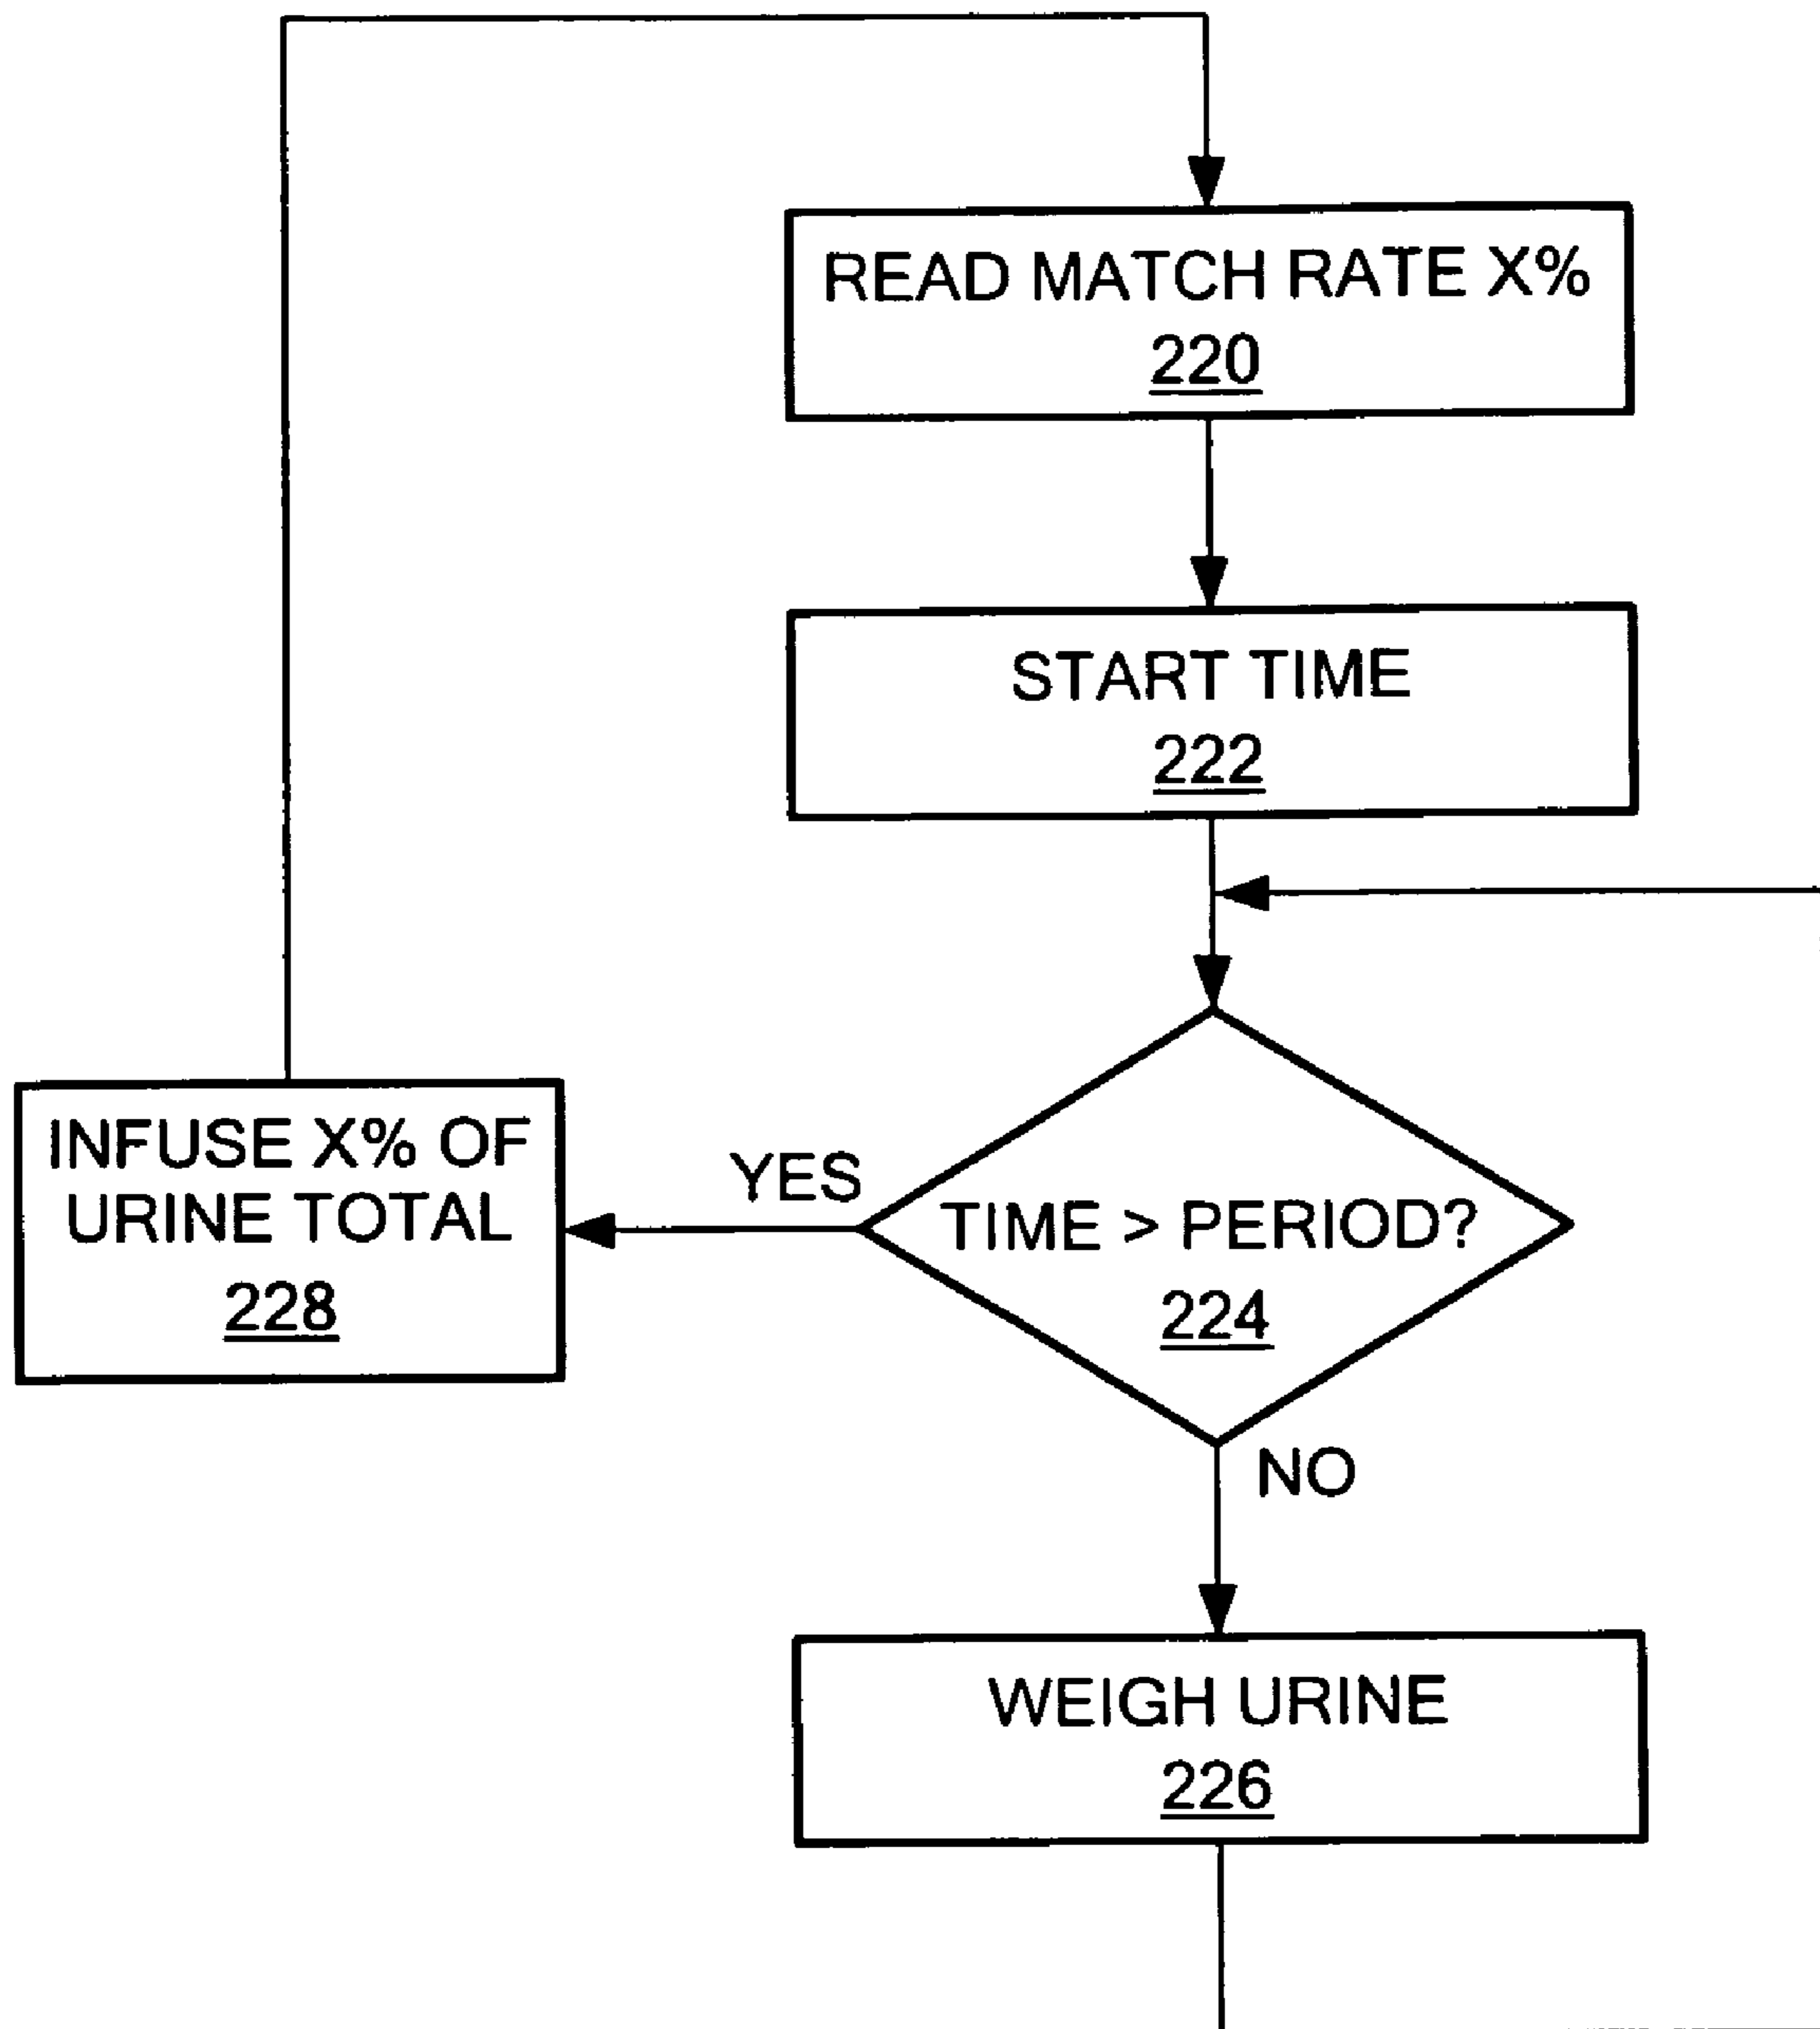 READ MATCH RATE X%
220
START TIME
222
INFUSE X% OF
URINE TOTAL
228
YES
TIME > PERIOD?
224
NO
WEIGH URINE
226